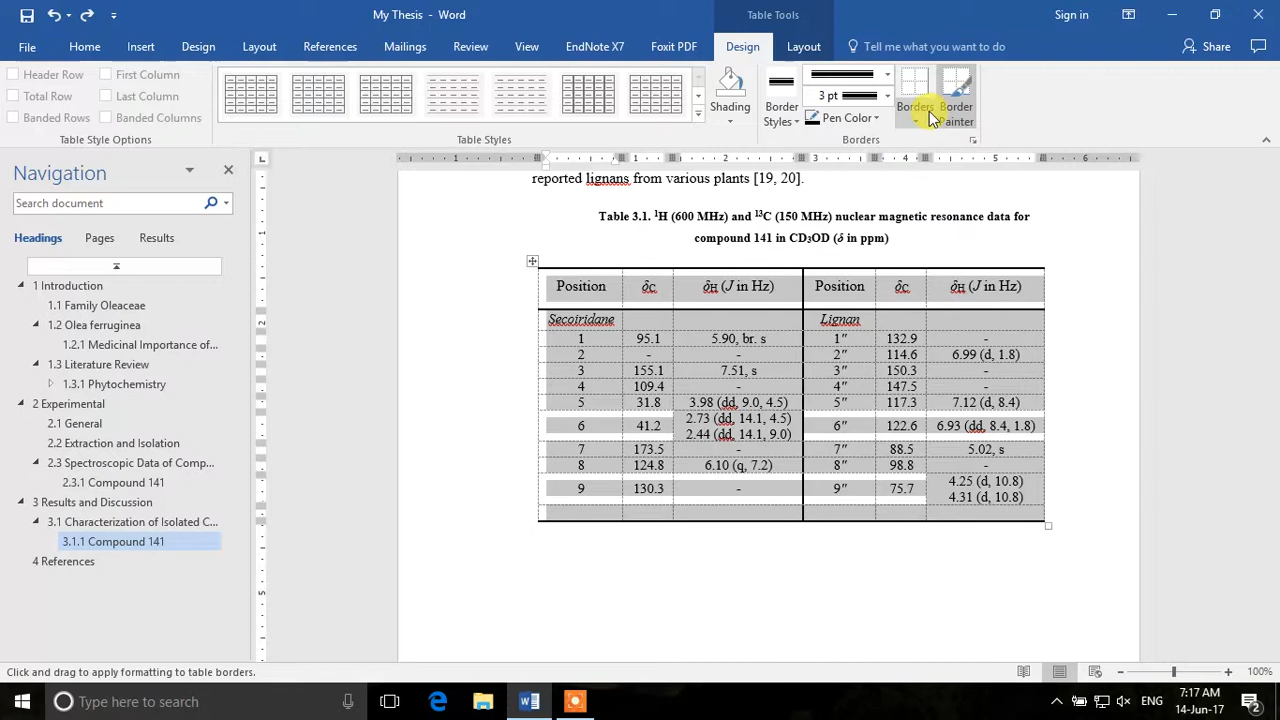 My Thesis - Word
Table Tools
Sign in
File
Home
Insert
Design
Layout
References
Mailings
Review
View
EndNote X7
Foxit PDF
Design
Layout
Tell me what you want to do
Share
Header Row
First Column
Total Row
Last Column
Banded Rows
Banded Columns
Table Style Options
Table Styles
Shading
Border Styles
3 pt
Pen Color
Borders
Border Painter
Borders
Navigation
Search document
Headings Pages Results
1 Introduction
1.1 Family Oleaceae
1.2 Olea ferruginea
1.2.1 Medicinal Importance of...
1.3 Literature Review
1.3.1 Phytochemistry
2 Experimental
2.1 General
2.2 Extraction and Isolation
2.3 Spectroscopic Data of Comp...
2.3.1 Compound 141
3 Results and Discussion
3.1 Characterization of Isolated C...
3.1.1 Compound 141
4 References
1 1 2 3 4 5 6
1
2
5
reported lignans from various plants [19, 20].
Table 3.1. ¹H (600 MHz) and ¹³C (150 MHz) nuclear magnetic resonance data for
compound 141 in CD₃OD (δ in ppm)
Position δC δH (J in Hz) Position δC δH (J in Hz)
Secoiridane Lignan
1 95.1 5.90, br. s 1″ 132.9 -
2 - - 2″ 114.6 6.99 (d, 1.8)
3 155.1 7.51, s 3″ 150.3 -
4 109.4 - 4″ 147.5 -
5 31.8 3.98 (dd, 9.0, 4.5) 5″ 117.3 7.12 (d, 8.4)
6 41.2 2.73 (dd, 14.1, 4.5) 6″ 122.6 6.93 (dd, 8.4, 1.8)
2.44 (dd, 14.1, 9.0)
7 173.5 - 7″ 88.5 5.02, s
8 124.8 6.10 (q, 7.2) 8″ 98.8 -
9 130.3 - 9″ 75.7 4.25 (d, 10.8)
4.31 (d, 10.8)
Click and drag to apply formatting to table borders.
100%
Type here to search
ENG
7:17 AM
14-Jun-17
2